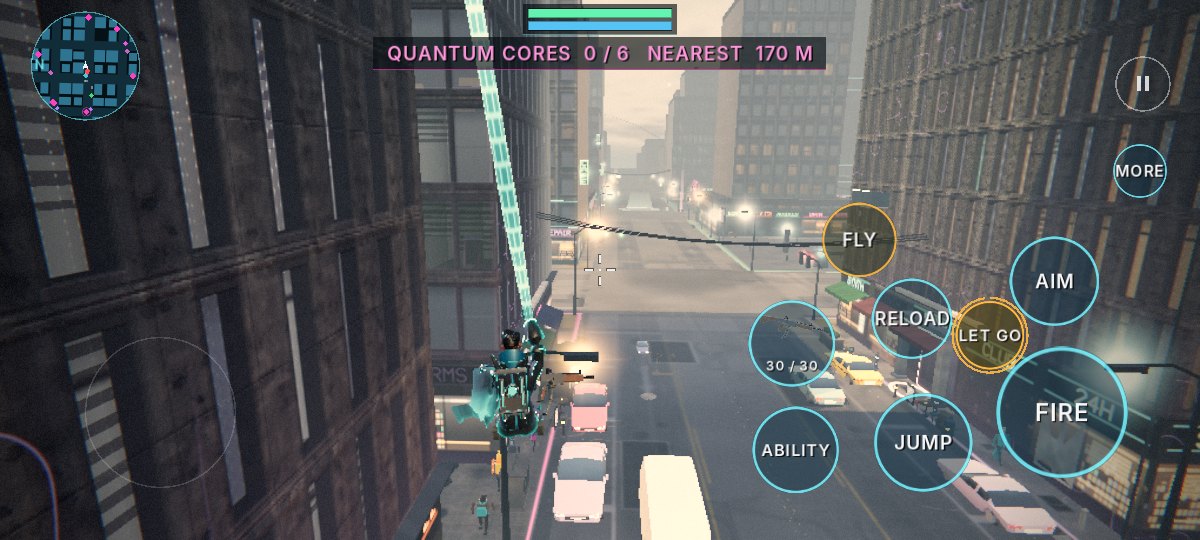 N
QUANTUM CORES 0 / 6 NEAREST 170 M
MORE
FLY
AIM
RELOAD
LET GO
30 / 30
FIRE
ABILITY
JUMP
24H